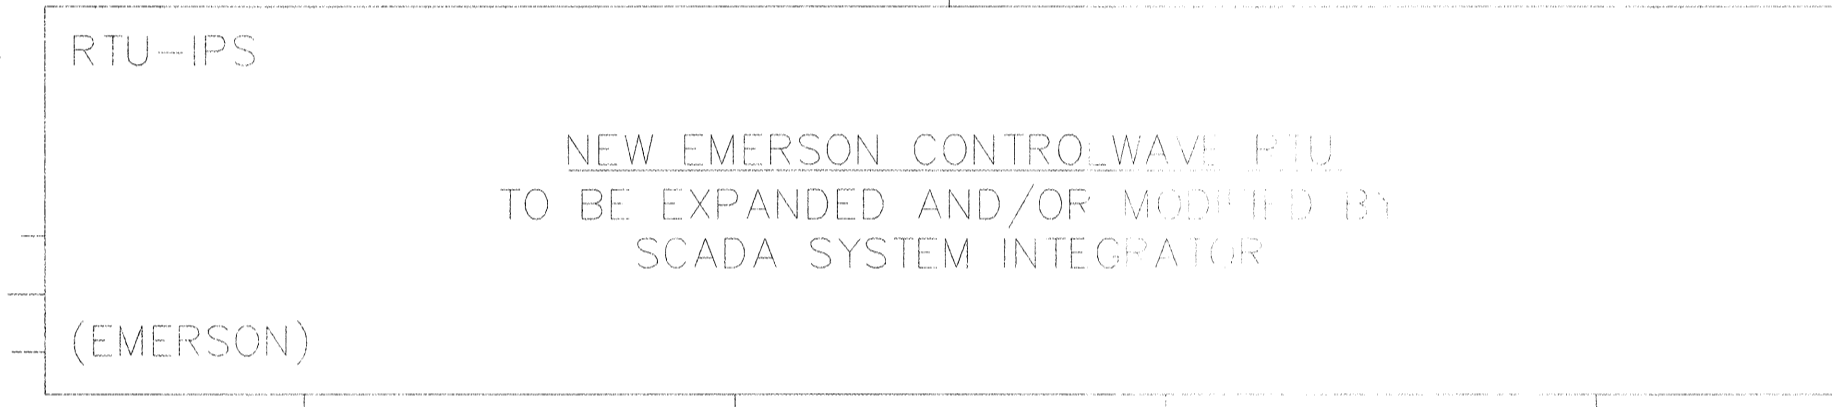 RTU-IPS
NEW EMERSON CONTROLWAVE RTU
TO BE EXPANDED AND/OR MODIFIED BY
SCADA SYSTEM INTEGRATOR
(EMERSON)